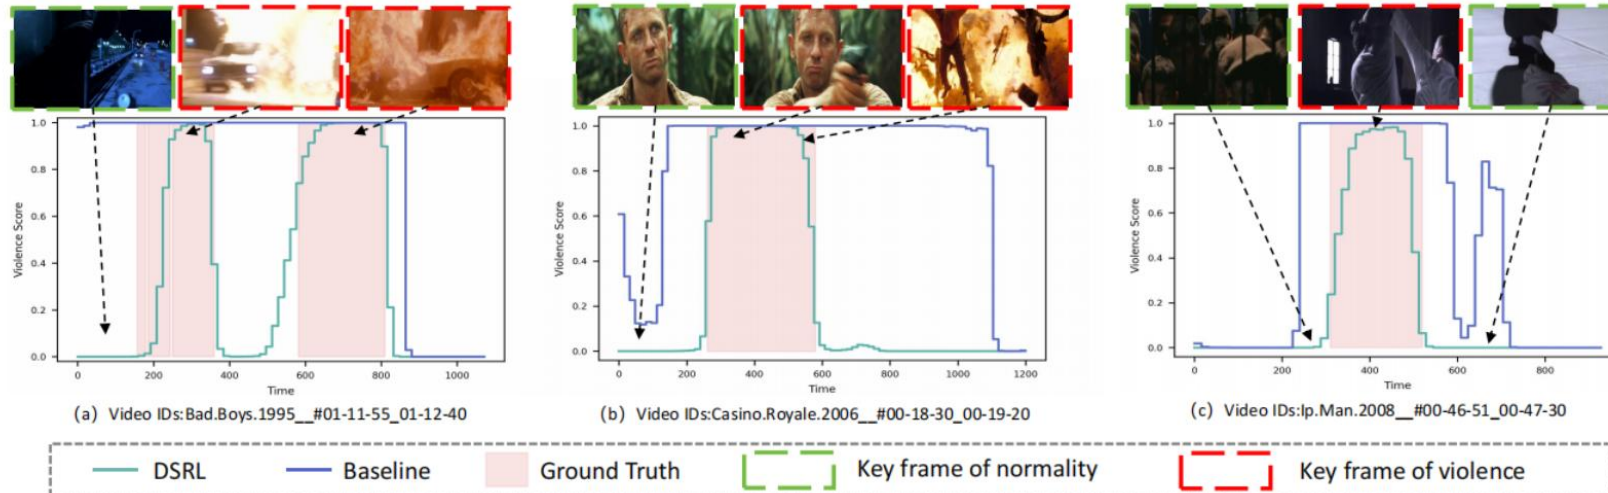 1.0
0.8
0.6
0.4
0.2
0.0
Violence Score
0 200 400 600 800 1000
Time
(a) Video IDs:Bad.Boys.1995__#01-11-55_01-12-40
1.0
0.8
0.6
0.4
0.2
0.0
Violence Score
0 200 400 600 800 1000 1200
Time
(b) Video IDs:Casino.Royale.2006__#00-18-30_00-19-20
1.0
0.8
0.6
0.4
0.2
0.0
Violence Score
0 200 400 600 800
Time
(c) Video IDs:Ip.Man.2008__#00-46-51_00-47-30
DSRL Baseline Ground Truth Key frame of normality Key frame of violence